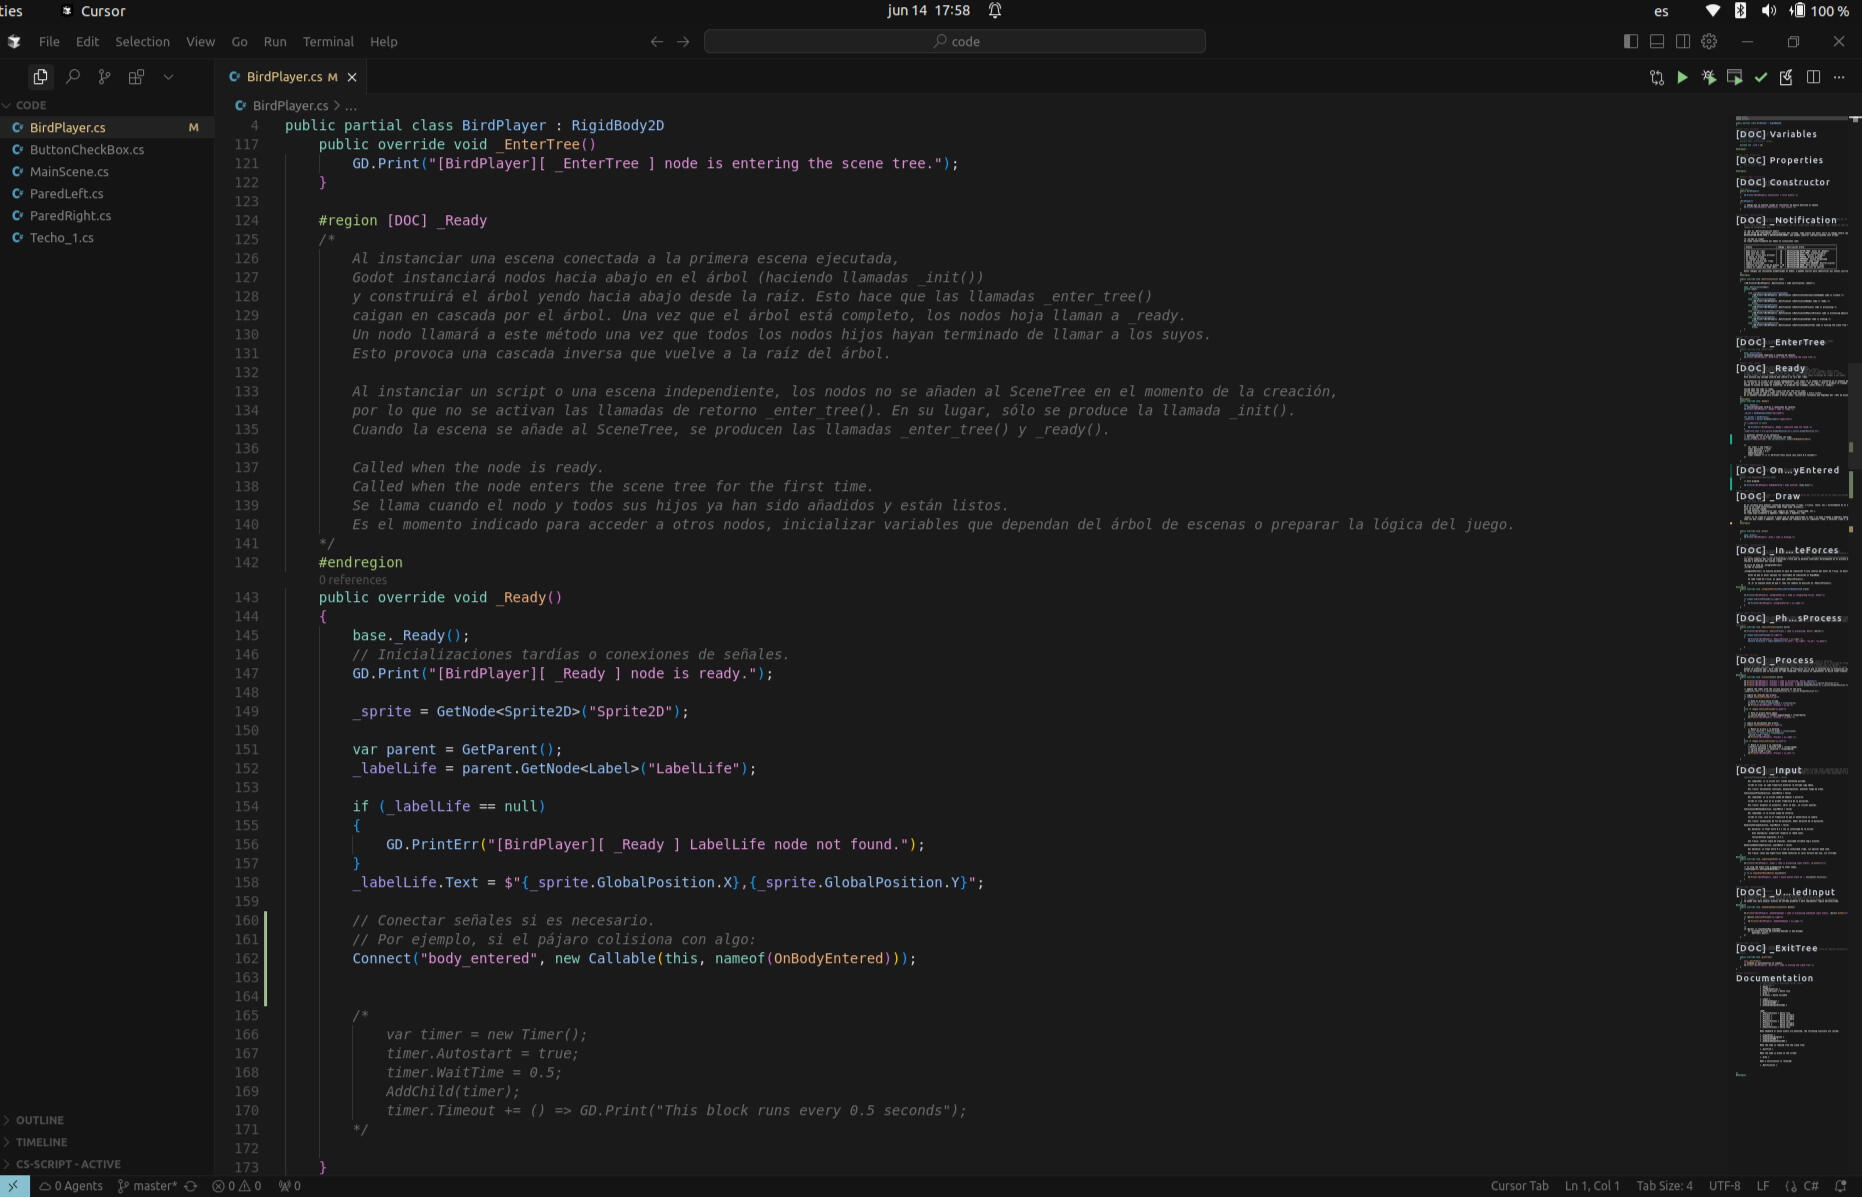 ties Cursor jun 14 17:58 es 100 %
File Edit Selection View Go Run Terminal Help code
BirdPlayer.cs M
CODE
BirdPlayer.cs M
ButtonCheckBox.cs
MainScene.cs
ParedLeft.cs
ParedRight.cs
Techo_1.cs
OUTLINE
TIMELINE
CS-SCRIPT - ACTIVE
BirdPlayer.cs > ...
4 public partial class BirdPlayer : RigidBody2D
117 public override void _EnterTree()
121 GD.Print("[BirdPlayer][ _EnterTree ] node is entering the scene tree.");
122 }
123
124 #region [DOC] _Ready
125 /*
126 Al instanciar una escena conectada a la primera escena ejecutada,
127 Godot instanciará nodos hacia abajo en el árbol (haciendo llamadas _init())
128 y construirá el árbol yendo hacia abajo desde la raíz. Esto hace que las llamadas _enter_tree()
129 caigan en cascada por el árbol. Una vez que el árbol está completo, los nodos hoja llaman a _ready.
130 Un nodo llamará a este método una vez que todos los nodos hijos hayan terminado de llamar a los suyos.
131 Esto provoca una cascada inversa que vuelve a la raíz del árbol.
132
133 Al instanciar un script o una escena independiente, los nodos no se añaden al SceneTree en el momento de la creación,
134 por lo que no se activan las llamadas de retorno _enter_tree(). En su lugar, sólo se produce la llamada _init().
135 Cuando la escena se añade al SceneTree, se producen las llamadas _enter_tree() y _ready().
136
137 Called when the node is ready.
138 Called when the node enters the scene tree for the first time.
139 Se llama cuando el nodo y todos sus hijos ya han sido añadidos y están listos.
140 Es el momento indicado para acceder a otros nodos, inicializar variables que dependan del árbol de escenas o preparar la lógica del juego.
141 */
142 #endregion
0 references
143 public override void _Ready()
144 {
145 base._Ready();
146 // Inicializaciones tardías o conexiones de señales.
147 GD.Print("[BirdPlayer][ _Ready ] node is ready.");
148
149 _sprite = GetNode<Sprite2D>("Sprite2D");
150
151 var parent = GetParent();
152 _labelLife = parent.GetNode<Label>("LabelLife");
153
154 if (_labelLife == null)
155 {
156 GD.PrintErr("[BirdPlayer][ _Ready ] LabelLife node not found.");
157 }
158 _labelLife.Text = $"{_sprite.GlobalPosition.X},{_sprite.GlobalPosition.Y}";
159
160 // Conectar señales si es necesario.
161 // Por ejemplo, si el pájaro colisiona con algo:
162 Connect("body_entered", new Callable(this, nameof(OnBodyEntered)));
163
164
165 /*
166 var timer = new Timer();
167 timer.Autostart = true;
168 timer.WaitTime = 0.5;
169 AddChild(timer);
170 timer.Timeout += () => GD.Print("This block runs every 0.5 seconds");
171 */
172
173 }
[DOC] Variables
[DOC] Properties
[DOC] Constructor
[DOC] _Notification
[DOC] _EnterTree
[DOC] _Ready
[DOC] On...yEntered
[DOC] _Draw
[DOC] _In...teForces
[DOC] _Ph...sProcess
[DOC] _Process
[DOC] _Input
[DOC] _U...ledInput
[DOC] _ExitTree
Documentation
0 Agents master* 0 0 0 Cursor Tab Ln 1, Col 1 Tab Size: 4 UTF-8 LF C#